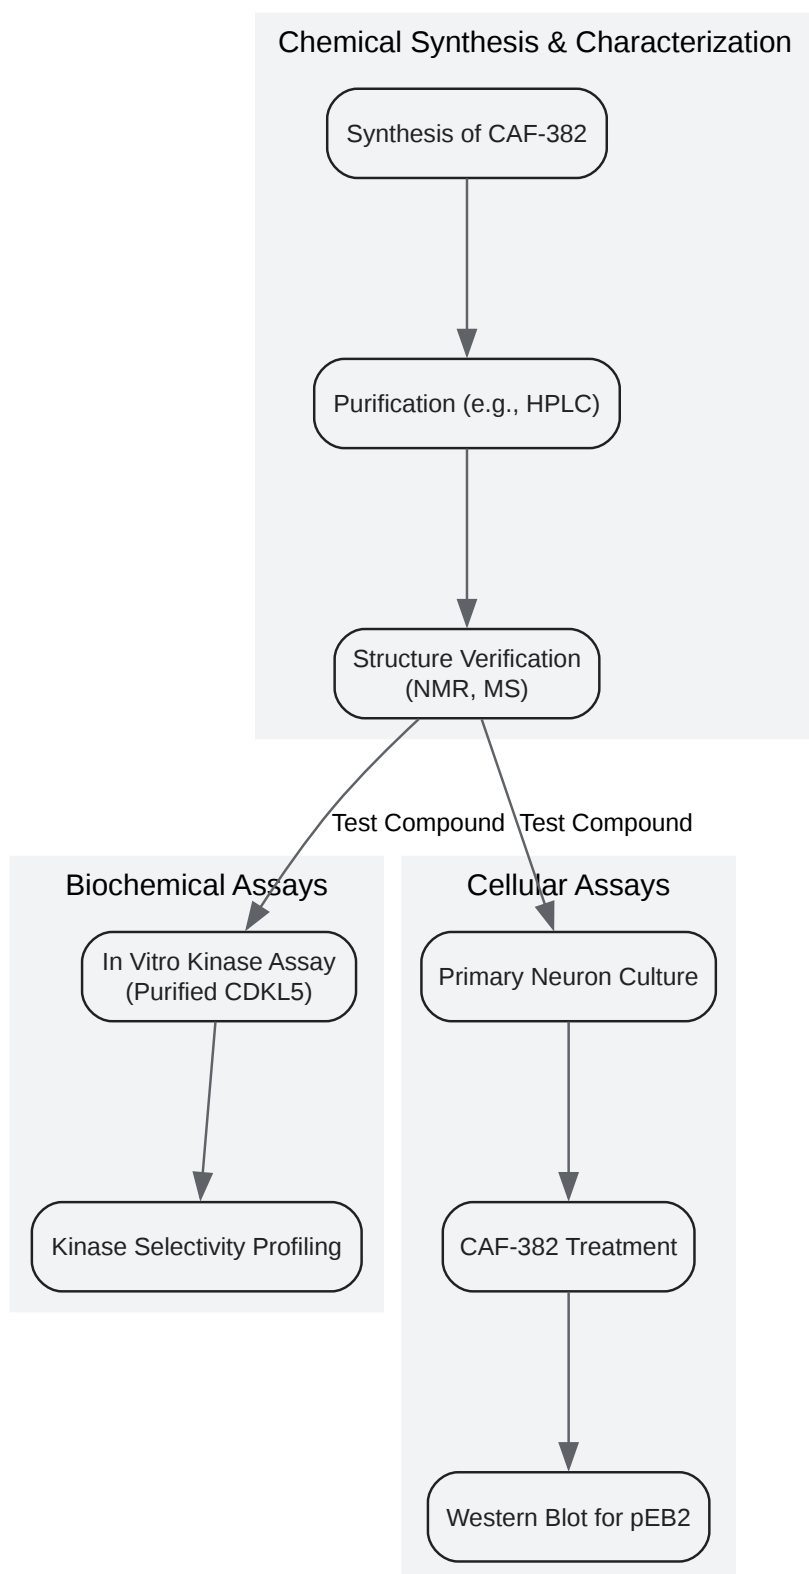 Chemical Synthesis & Characterization
Synthesis of CAF-382
Purification (e.g., HPLC)
Structure Verification
(NMR, MS)
Test Compound
Test Compound
Biochemical Assays
In Vitro Kinase Assay
(Purified CDKL5)
Kinase Selectivity Profiling
Cellular Assays
Primary Neuron Culture
CAF-382 Treatment
Western Blot for pEB2